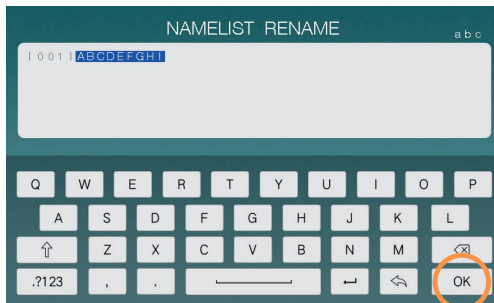 NAMELIST RENAME
abc
[001]ABCDEFGHI
Q W E R T Y U I O P
A S D F G H J K L
Z X C V B N M
.?123 , . OK